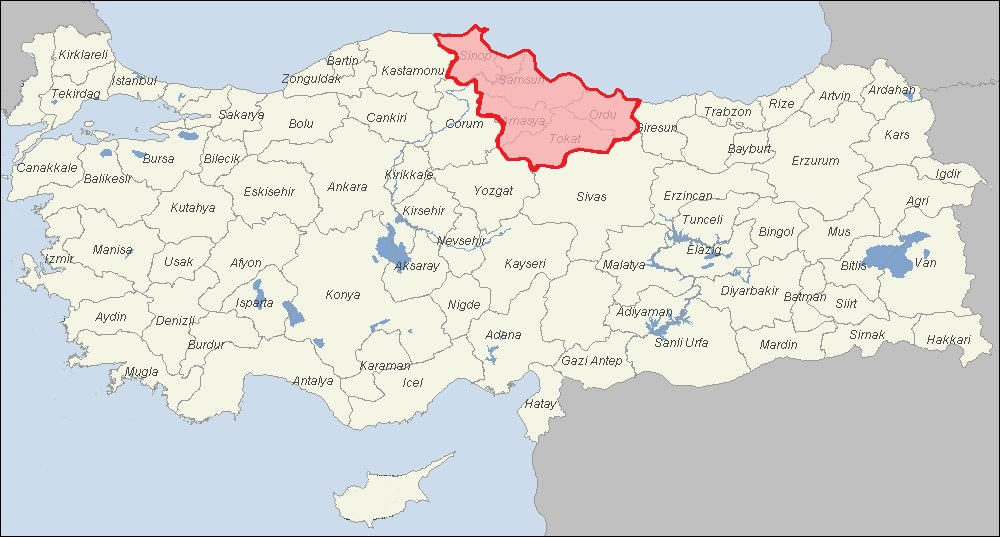 Kirklareli
Tekirdag
Istanbul
Bartin
Zonguldak
Kastamonu
Sinop
Samsun
Ordu
Amasya
Tokat
Giresun
Trabzon
Rize
Artvin
Ardahan
Sakarya
Bolu
Cankiri
Corum
Bayburt
Erzurum
Kars
Igdir
Canakkale
Balikesir
Bursa
Bilecik
Eskisehir
Ankara
Kirikkale
Yozgat
Sivas
Erzincan
Agri
Kutahya
Kirsehir
Tunceli
Manisa
Izmir
Usak
Afyon
Nevsehir
Aksaray
Kayseri
Malatya
Elazig
Bingol
Mus
Bitlis
Van
Isparta
Konya
Nigde
Diyarbakir
Batman
Siirt
Aydin
Denizli
Adana
Adiyaman
Burdur
Sanli Urfa
Mardin
Sirnak
Hakkari
Mugla
Antalya
Karaman
Icel
Gazi Antep
Hatay